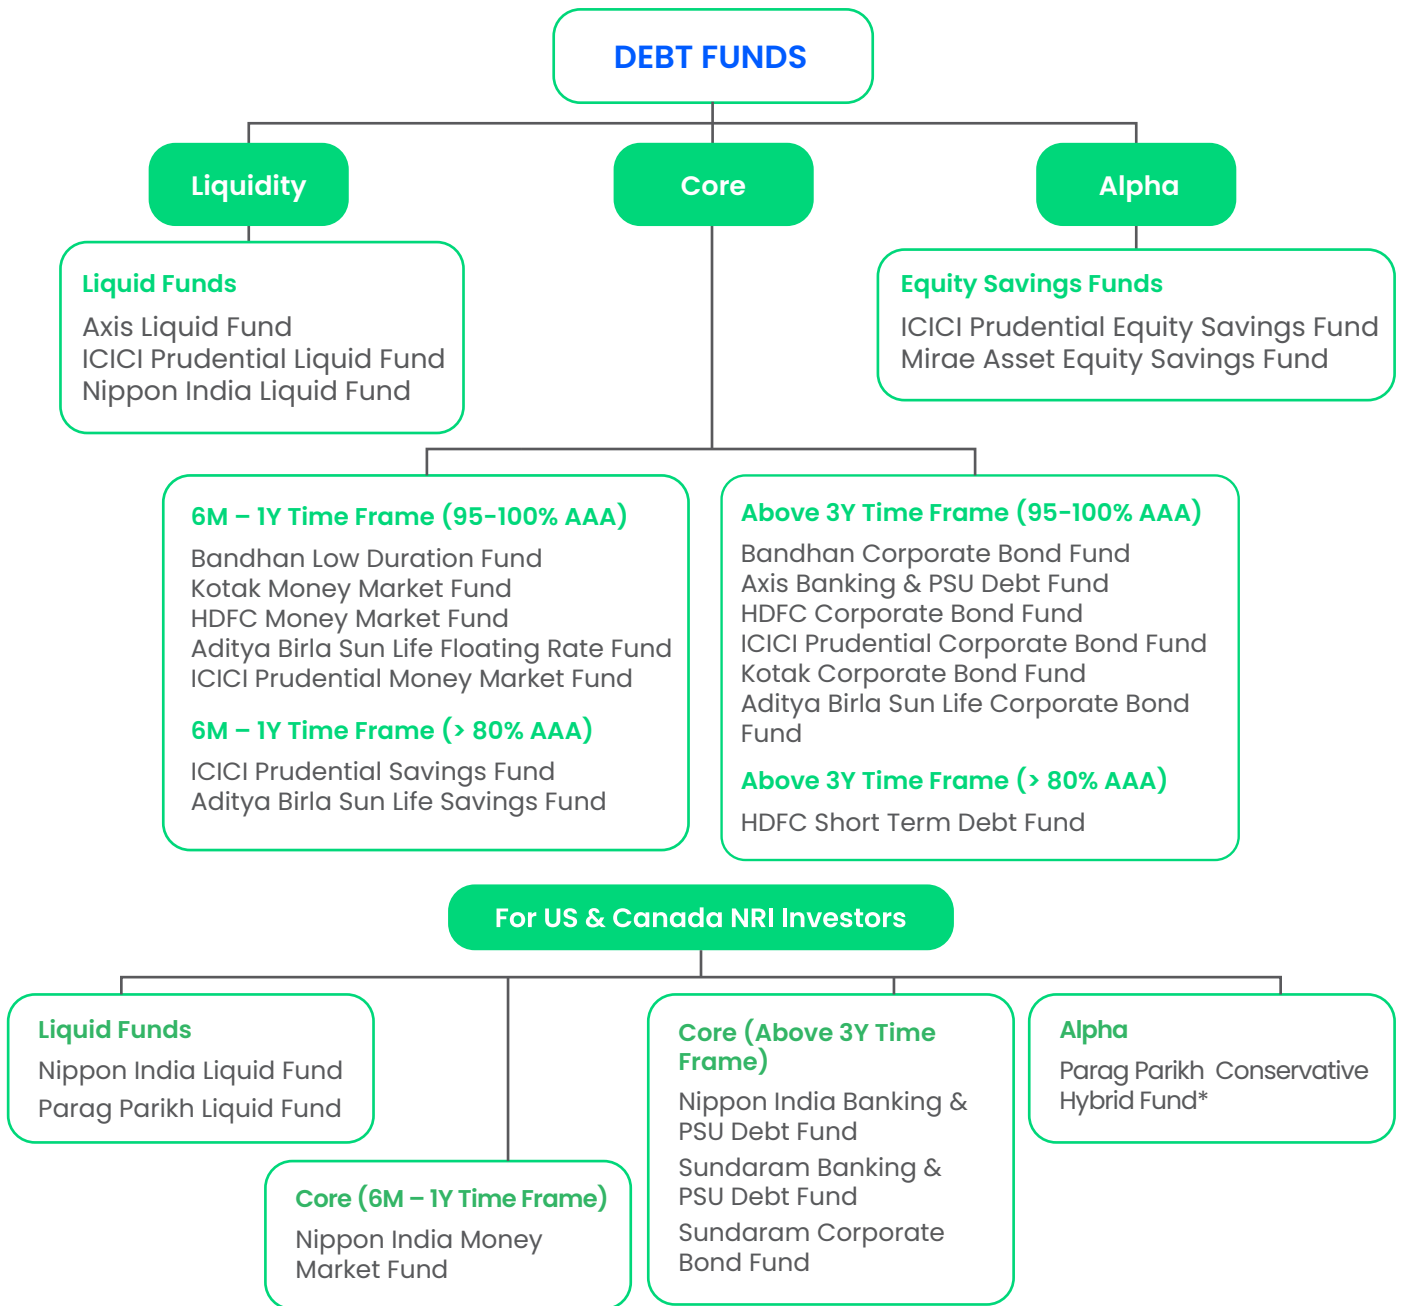 DEBT FUNDS
Liquidity
Core
Alpha
Liquid Funds
Axis Liquid Fund
ICICI Prudential Liquid Fund
Nippon India Liquid Fund
Equity Savings Funds
ICICI Prudential Equity Savings Fund
Mirae Asset Equity Savings Fund
6M – 1Y Time Frame (95-100% AAA)
Bandhan Low Duration Fund
Kotak Money Market Fund
HDFC Money Market Fund
Aditya Birla Sun Life Floating Rate Fund
ICICI Prudential Money Market Fund
6M – 1Y Time Frame (> 80% AAA)
ICICI Prudential Savings Fund
Aditya Birla Sun Life Savings Fund
Above 3Y Time Frame (95-100% AAA)
Bandhan Corporate Bond Fund
Axis Banking & PSU Debt Fund
HDFC Corporate Bond Fund
ICICI Prudential Corporate Bond Fund
Kotak Corporate Bond Fund
Aditya Birla Sun Life Corporate Bond
Fund
Above 3Y Time Frame (> 80% AAA)
HDFC Short Term Debt Fund
For US & Canada NRI Investors
Liquid Funds
Nippon India Liquid Fund
Parag Parikh Liquid Fund
Core (6M – 1Y Time Frame)
Nippon India Money
Market Fund
Core (Above 3Y Time
Frame)
Nippon India Banking &
PSU Debt Fund
Sundaram Banking &
PSU Debt Fund
Sundaram Corporate
Bond Fund
Alpha
Parag Parikh Conservative
Hybrid Fund*